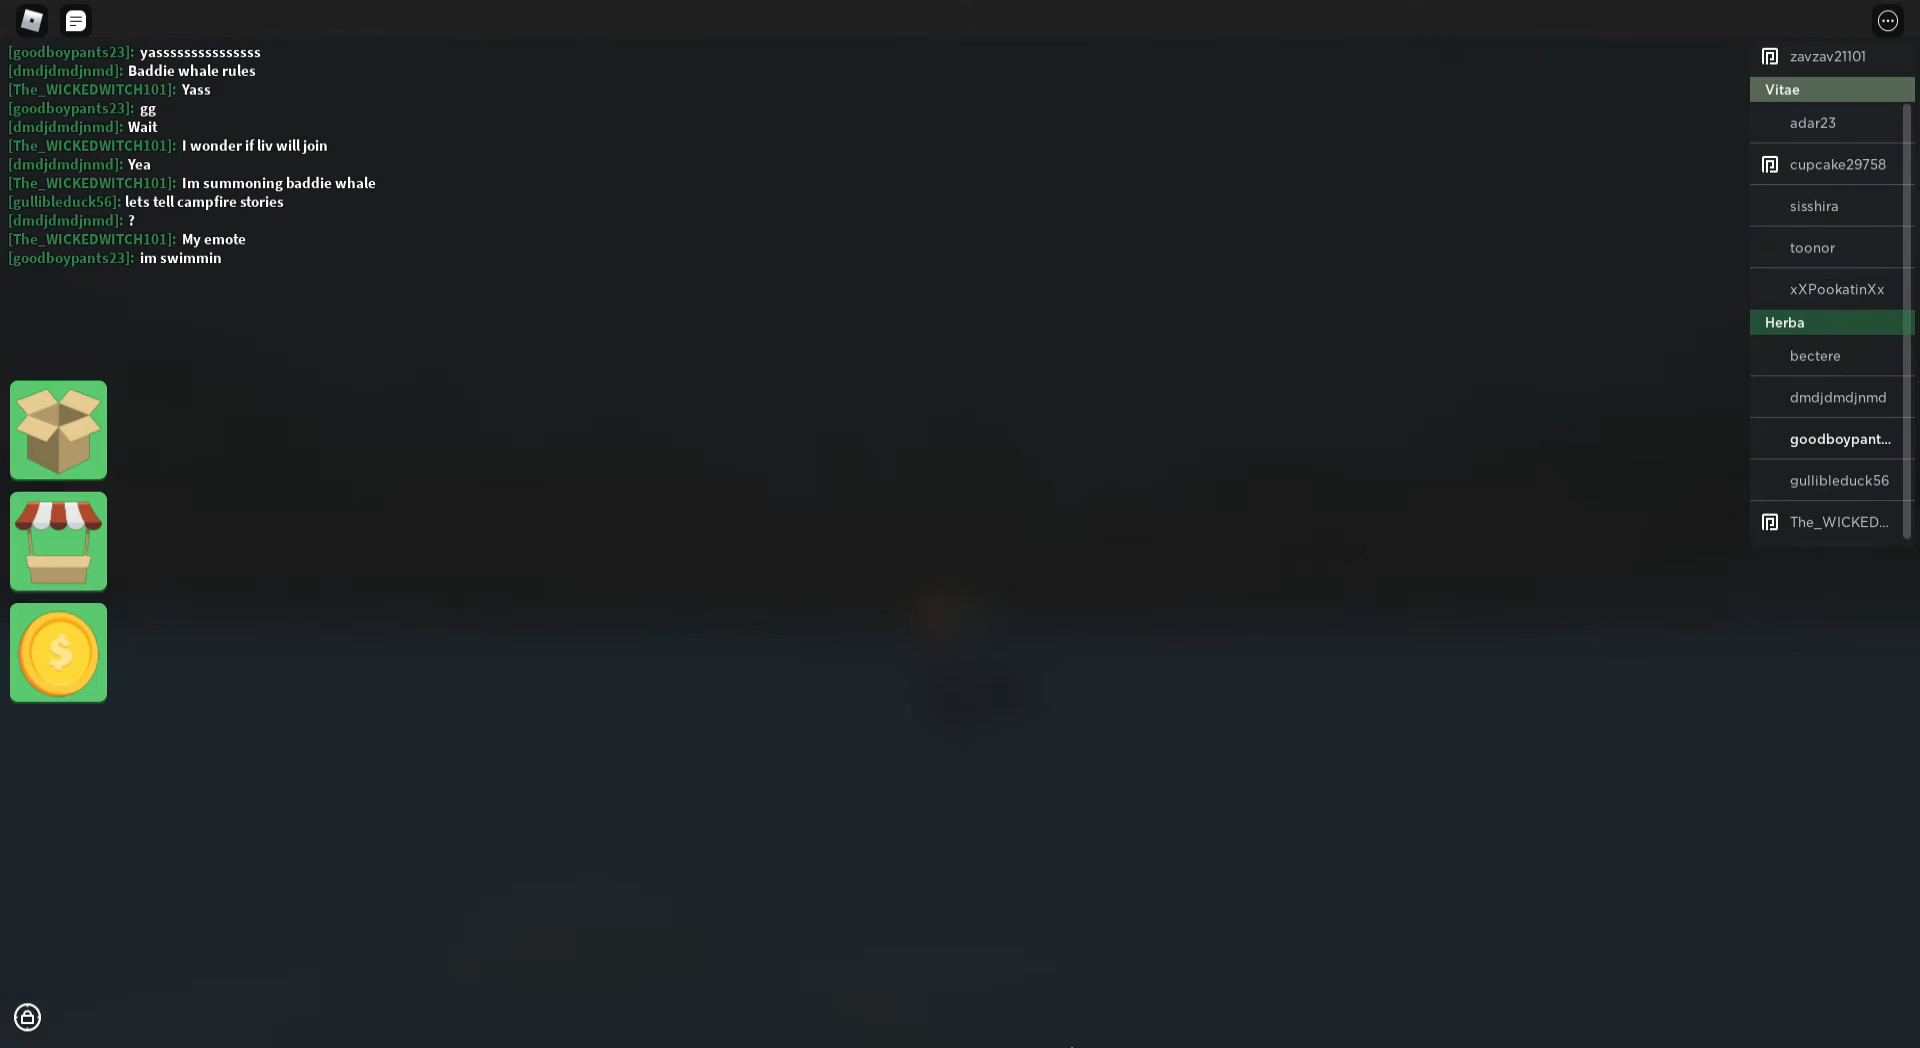 [goodboypants23]: yasssssssssssssss
[dmdjdmdjnmd]: Baddie whale rules
[The_WICKEDWITCH101]: Yass
[goodboypants23]: gg
[dmdjdmdjnmd]: Wait
[The_WICKEDWITCH101]: I wonder if liv will join
[dmdjdmdjnmd]: Yea
[The_WICKEDWITCH101]: Im summoning baddie whale
[gullibleduck56]: lets tell campfire stories
[dmdjdmdjnmd]: ?
[The_WICKEDWITCH101]: My emote
[goodboypants23]: im swimmin
zavzav21101
Vitae
adar23
cupcake29758
sisshira
toonor
xXPookatinXx
Herba
bectere
dmdjdmdjnmd
goodboypant...
gullibleduck56
The_WICKED...
$